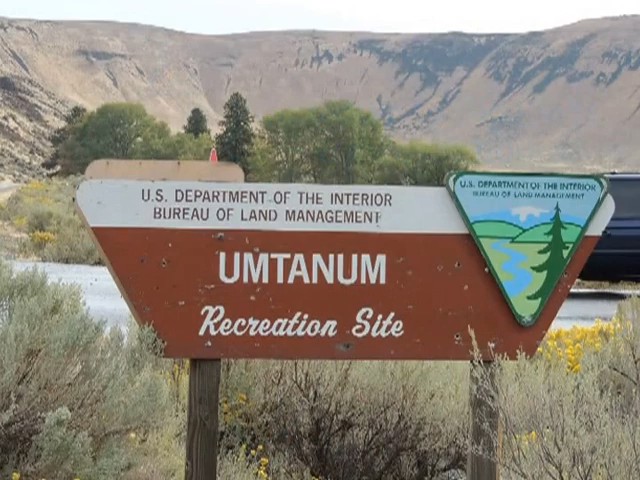 U.S. DEPARTMENT OF THE INTERIOR
BUREAU OF LAND MANAGEMENT
U.S. DEPARTMENT OF THE INTERIOR
BUREAU OF LAND MANAGEMENT
UMTANUM
Recreation Site